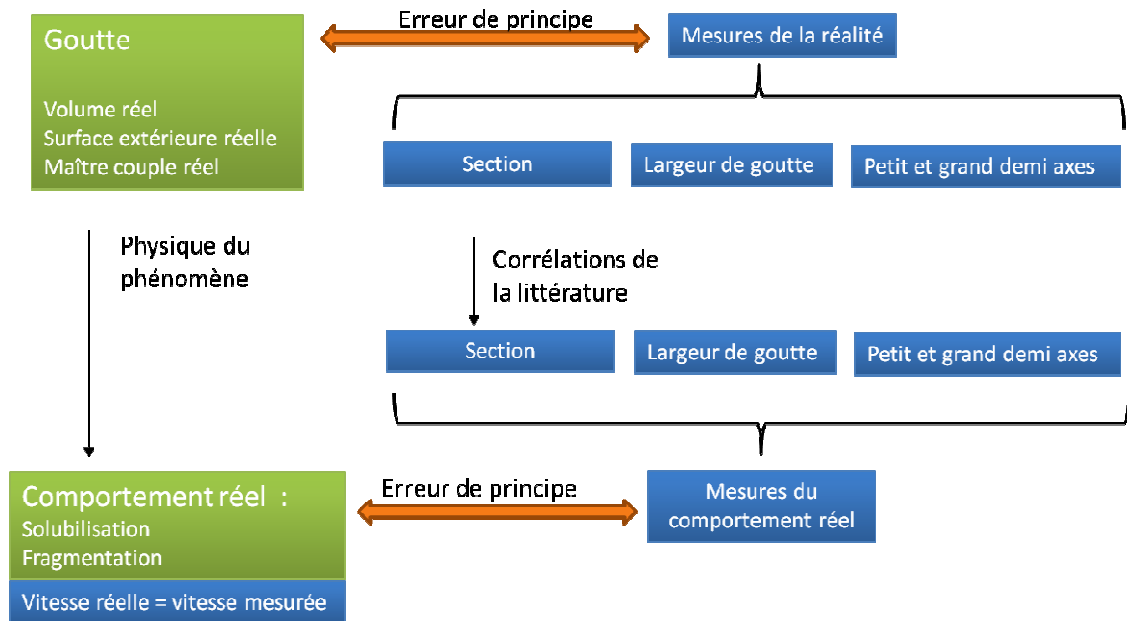 Goutte
Volume réel
Surface extérieure réelle
Maître couple réel
Erreur de principe
Mesures de la réalité
Section
Largeur de goutte
Petit et grand demi axes
Physique du
phénomène
Corrélations de
la littérature
Section
Largeur de goutte
Petit et grand demi axes
Comportement réel :
Solubilisation
Fragmentation
Vitesse réelle = vitesse mesurée
Erreur de principe
Mesures du
comportement réel